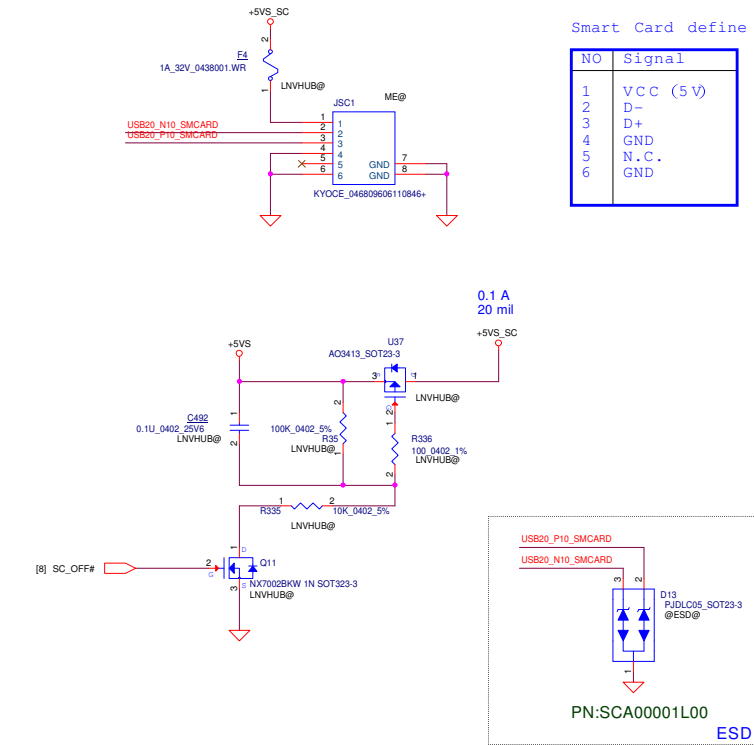 +5VS_SC
2
F4
1A_32V_0438001.WR
1
LNVHUB@
JSC1
ME@
USB20_N10_SMCARD
USB20_P10_SMCARD
1
2
3
4
5
6
1
2
3
4
5
6
GND
GND
7
8
KYOCE_046809606110846+
Smart Card define
NO Signal
1 VCC (5V)
2 D-
3 D+
4 GND
5 N.C.
6 GND
0.1 A
20 mil
+5VS
U37
AO3413_SOT23-3
+5VS_SC
3
S
D
1
LNVHUB@
G
2
C492
0.1U_0402_25V6
LNVHUB@
1
2
2
100K_0402_5%
R35
LNVHUB@
1
1
R336
100_0402_1%
LNVHUB@
2
1
2
R335
10K_0402_5%
LNVHUB@
[8] SC_OFF#
2
G
1
D
Q11
S
3
NX7002BKW 1N SOT323-3
LNVHUB@
USB20_P10_SMCARD
USB20_N10_SMCARD
3
2
D13
PJDLC05_SOT23-3
@ESD@
1
PN:SCA00001L00
ESD